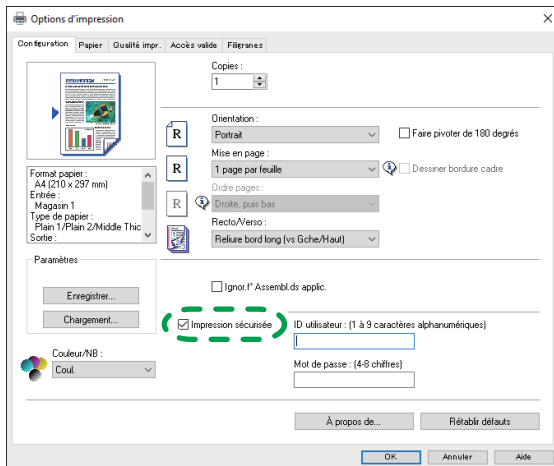 Options d'impression
Configuration Papier Qualité impr. Accès valide Filigranes
Copies :
1
Orientation :
R Portrait
Faire pivoter de 180 degrés
Mise en page :
R 1 page par feuille
Dessiner bordure cadre
Ordre pages :
R Droite, puis bas
Recto/Verso :
Reliure bord long (vs Gche/Haut)
Format papier :
A4 (210 x 297 mm)
Entrée :
Magasin 1
Type de papier :
Plain 1/Plain 2/Middle Thic
Sortie :
Paramètres
Enregistrer...
Chargement...
Ignor.f° Assembl.ds applic.
Impression sécurisée
ID utilisateur : (1 à 9 caractères alphanumériques)
Mot de passe : (4-8 chiffres)
Couleur/NB :
Coul.
À propos de...
Rétablir défauts
OK
Annuler
Aide